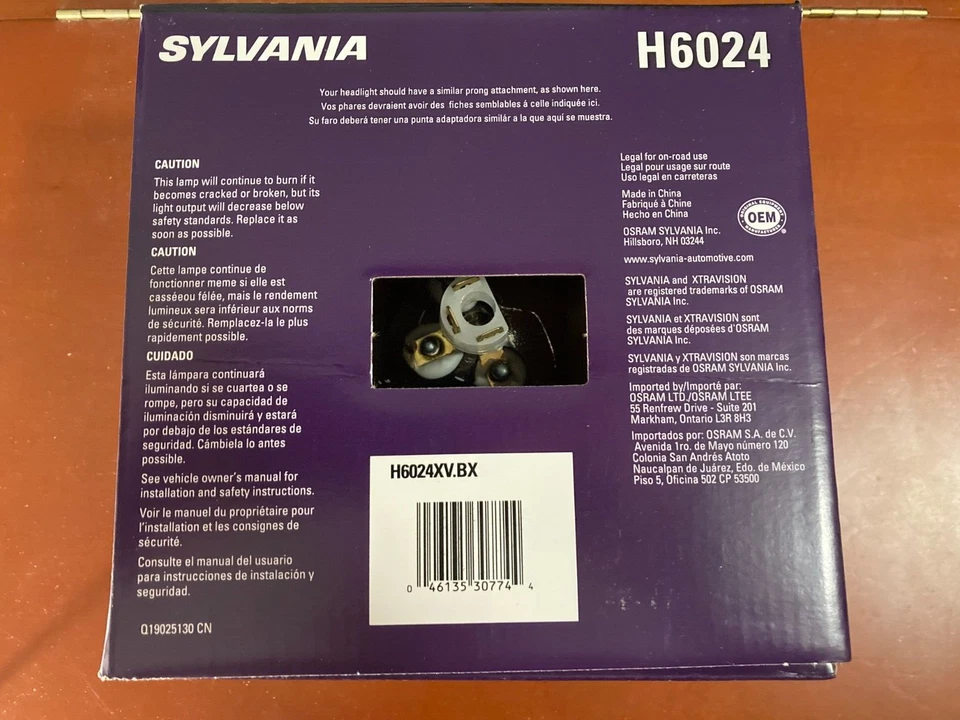 SYLVANIA
H6024
Your headlight should have a similar prong attachment, as shown here.
Vos phares devraient avoir des fiches semblables á celle indiquée ici.
Su faro deberá tener una punta adaptadora similár a la que aquí se muestra.
CAUTION
This lamp will continue to burn if it
becomes cracked or broken, but its
light output will decrease below
safety standards. Replace it as
soon as possible.
CAUTION
Cette lampe continue de
fonctionner meme si elle est
casséeou félée, mais le rendement
lumineux sera inférieur aux norms
de sécurité. Remplacez-la le plus
rapidement possible.
CUIDADO
Esta lámpara continuará
iluminando si se cuartea o se
rompe, pero su capacidad de
iluminación disminuirá y estará
por debajo de los estándares de
seguridad. Cámbiela lo antes
possible.
See vehicle owner's manual for
installation and safety instructions.
Voir le manuel du propriétaire pour
l'installation et les consignes de
sécurité.
Consulte el manual del usuario
para instrucciones de instalación y
seguridad.
Q19025130 CN
H6024XV.BX
0 46135 30774 4
Legal for on-road use
Legal pour usage sur route
Uso legal en carreteras
Made in China
Fabriqué à Chine
Hecho en China
ORIGINAL EQUIPMENT
OEM
MANUFACTURER
®
OSRAM SYLVANIA Inc.
Hillsboro, NH 03244
www.sylvania-automotive.com
SYLVANIA and XTRAVISION
are registered trademarks of OSRAM
SYLVANIA Inc.
SYLVANIA et XTRAVISION sont
des marques déposées d'OSRAM
SYLVANIA Inc.
SYLVANIA y XTRAVISION son marcas
registradas de OSRAM SYLVANIA Inc.
Imported by/Importé par:
OSRAM LTD./OSRAM LTEE
55 Renfrew Drive - Suite 201
Markham, Ontario L3R 8H3
Importados por: OSRAM S.A. de C.V.
Avenida 1ro. de Mayo número 120
Colonia San Andrés Atoto
Naucalpan de Juárez, Edo. de México
Piso 5, Oficina 502 CP 53500